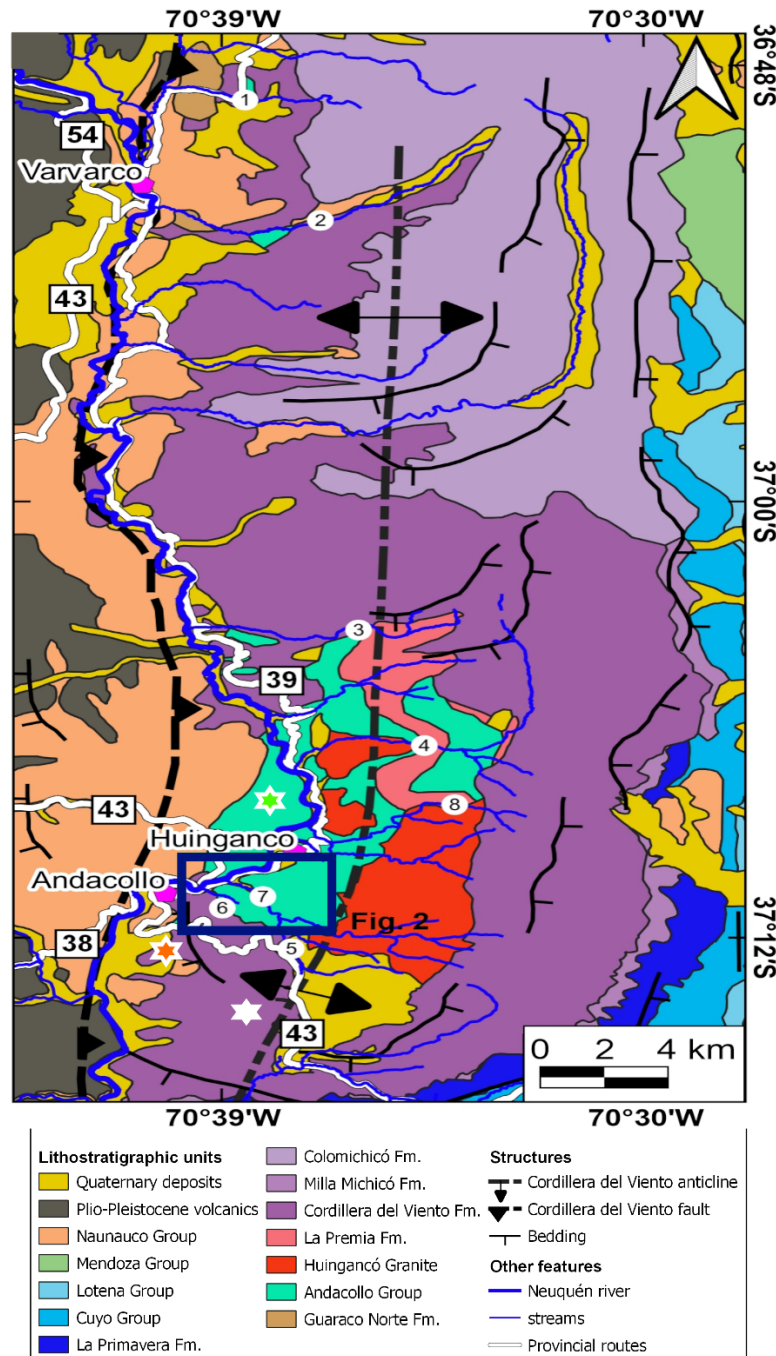 70°39'W 70°30'W
36°48'S
1
54
Varvarco
2
43
37°00'S
3
39
4
43
8
Huinganco
Andacollo
7
6
Fig. 2
38
5
37°12'S
43
0 2 4 km
70°39'W 70°30'W
Lithostratigraphic units
Quaternary deposits
Plio-Pleistocene volcanics
Naunauco Group
Mendoza Group
Lotena Group
Cuyo Group
La Primavera Fm.
Colomichicó Fm.
Milla Michicó Fm.
Cordillera del Viento Fm.
La Premia Fm.
Huingancó Granite
Andacollo Group
Guaraco Norte Fm.
Structures
Cordillera del Viento anticline
Cordillera del Viento fault
Bedding
Other features
Neuquén river
streams
Provincial routes